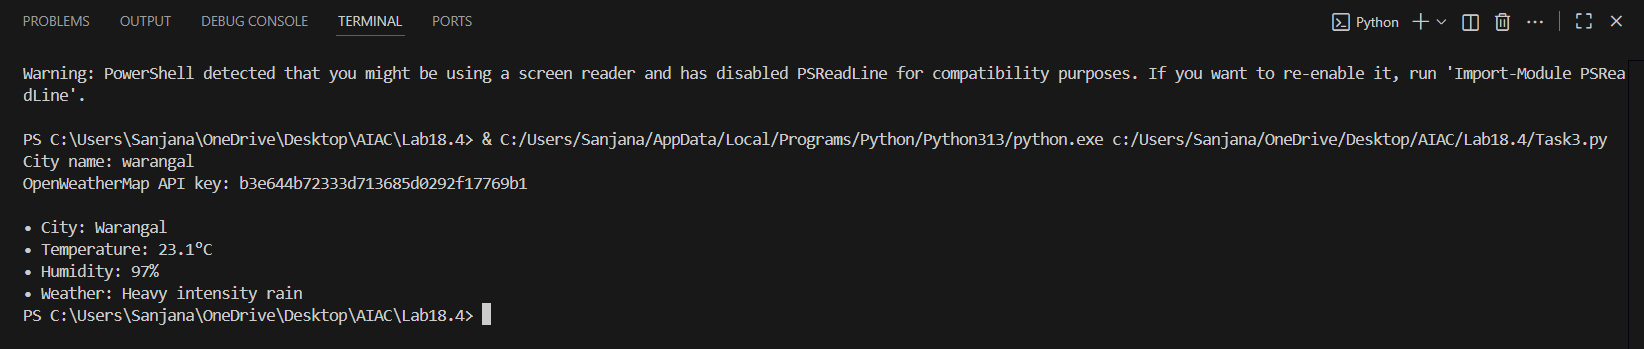 PROBLEMS OUTPUT DEBUG CONSOLE TERMINAL PORTS Python
Warning: PowerShell detected that you might be using a screen reader and has disabled PSReadLine for compatibility purposes. If you want to re-enable it, run 'Import-Module PSRea
dLine'.
PS C:\Users\Sanjana\OneDrive\Desktop\AIAC\Lab18.4> & C:/Users/Sanjana/AppData/Local/Programs/Python/Python313/python.exe c:/Users/Sanjana/OneDrive/Desktop/AIAC/Lab18.4/Task3.py
City name: warangal
OpenWeatherMap API key: b3e644b72333d713685d0292f17769b1
• City: Warangal
• Temperature: 23.1°C
• Humidity: 97%
• Weather: Heavy intensity rain
PS C:\Users\Sanjana\OneDrive\Desktop\AIAC\Lab18.4>